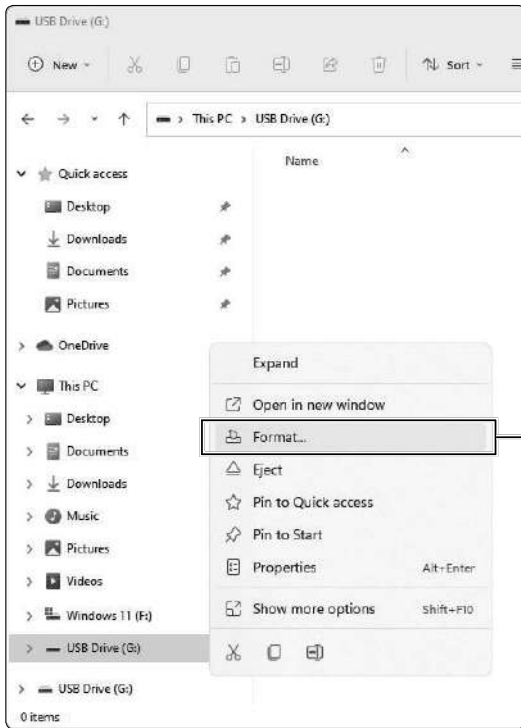 USB Drive (G:)
New
Sort
This PC > USB Drive (G:)
Name
Quick access
Desktop
Downloads
Documents
Pictures
OneDrive
This PC
Desktop
Documents
Downloads
Music
Pictures
Videos
Windows 11 (F:)
USB Drive (G:)
USB Drive (G:)
0 items
Expand
Open in new window
Format...
Eject
Pin to Quick access
Pin to Start
Properties Alt+Enter
Show more options Shift+F10